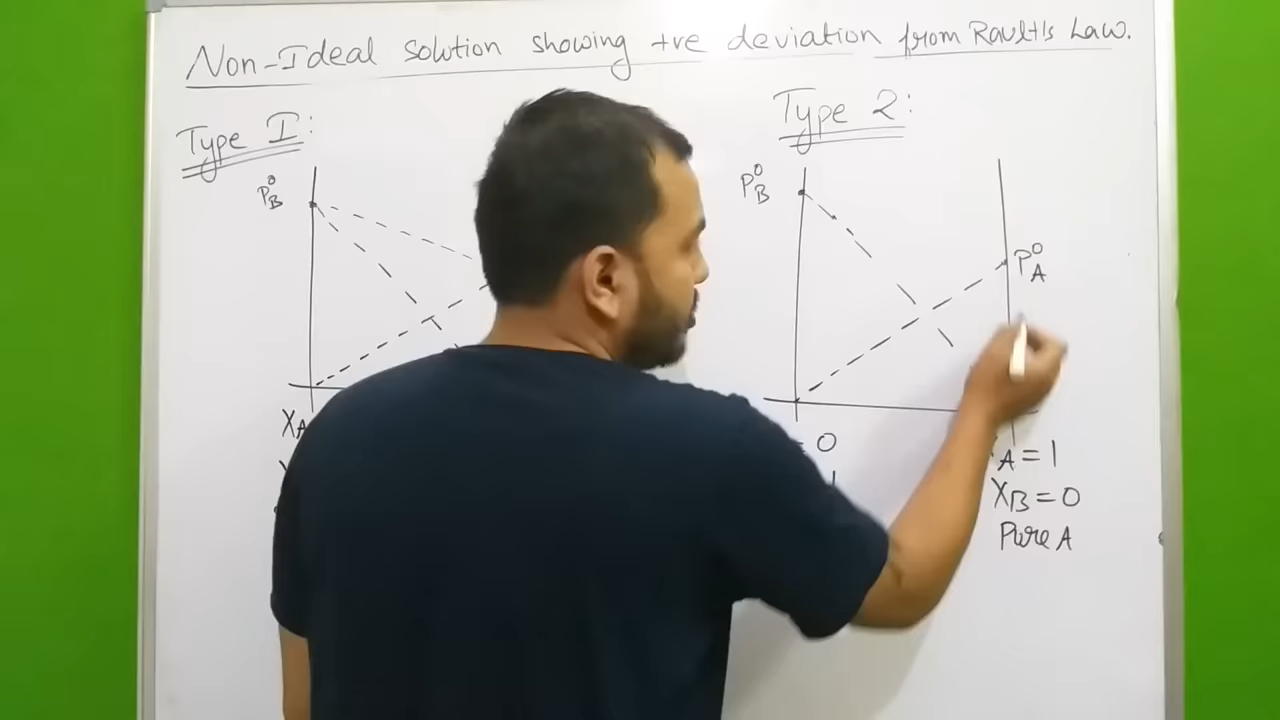 Non-Ideal solution showing +ve deviation from Rault's Law.
Type I:
Type 2:
P°B
P°B
P°A
XA
0
A=1
XB=0
Pure A